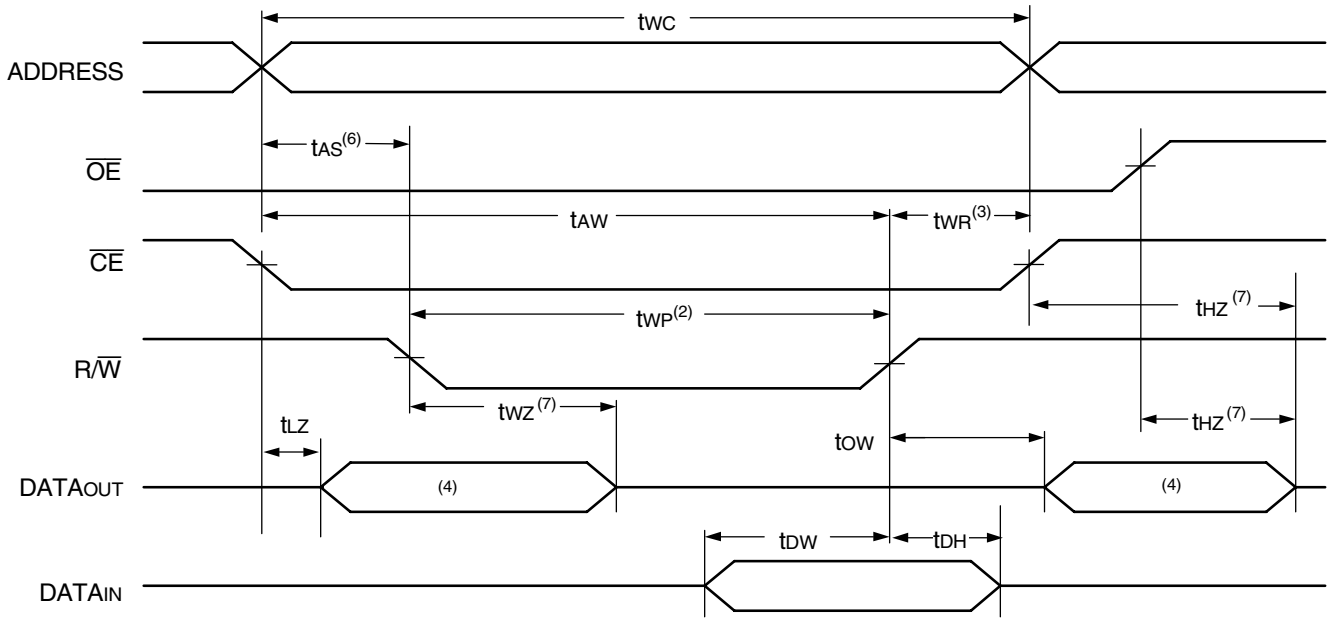 tWC
ADDRESS
tAS(6)
OE
tAW
tWR(3)
CE
tWP(2)
tHZ(7)
R/W
tWZ(7)
tHZ(7)
tLZ
tOW
DATAOUT
(4)
(4)
tDW
tDH
DATAIN